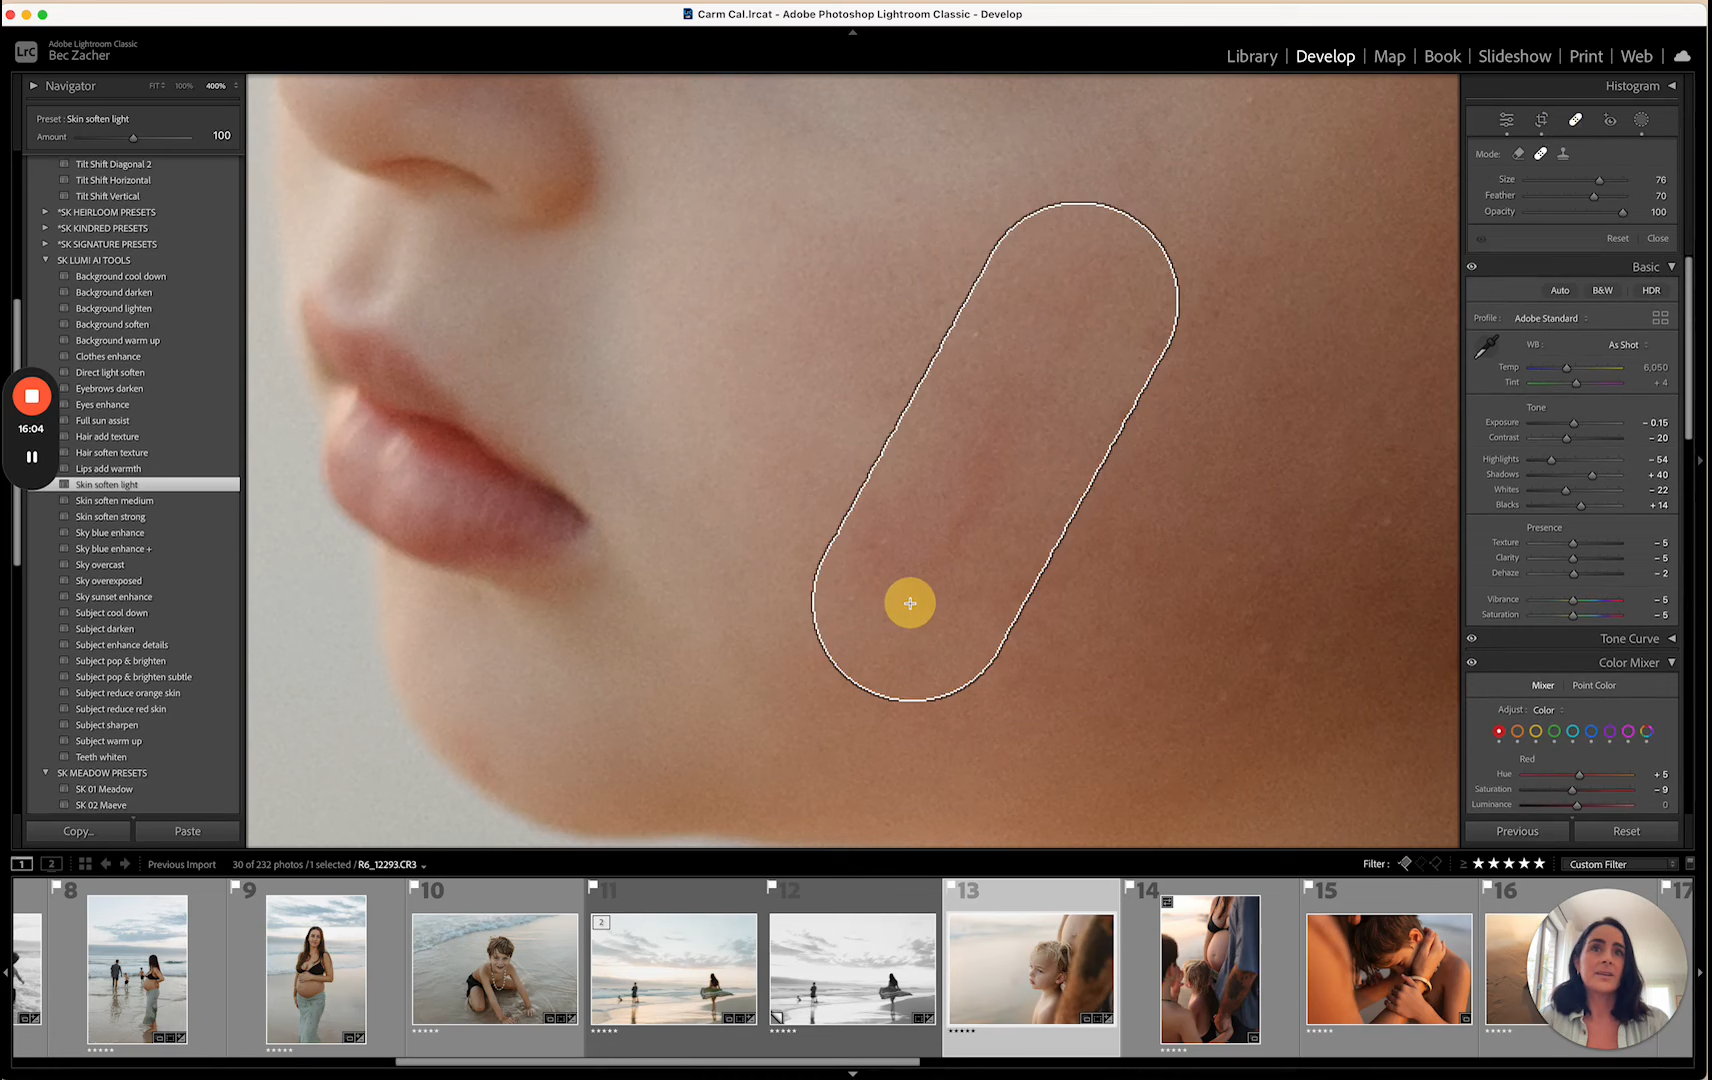 Carm Cal.lrcat - Adobe Photoshop Lightroom Classic - Develop
LrC
Adobe Lightroom Classic
Bec Zacher
Library | Develop | Map | Book | Slideshow | Print | Web
Navigator FIT 100% 400%
Preset : Skin soften light
Amount 100
Tilt Shift Diagonal 2
Tilt Shift Horizontal
Tilt Shift Vertical
*SK HEIRLOOM PRESETS
*SK KINDRED PRESETS
*SK SIGNATURE PRESETS
SK LUMI AI TOOLS
Background cool down
Background darken
Background lighten
Background soften
Background warm up
Clothes enhance
Direct light soften
Eyebrows darken
Eyes enhance
Full sun assist
Hair add texture
Hair soften texture
Lips add warmth
Skin soften light
Skin soften medium
Skin soften strong
Sky blue enhance
Sky blue enhance +
Sky overcast
Sky overexposed
Sky sunset enhance
Subject cool down
Subject darken
Subject enhance details
Subject pop & brighten
Subject pop & brighten subtle
Subject reduce orange skin
Subject reduce red skin
Subject sharpen
Subject warm up
Teeth whiten
SK MEADOW PRESETS
SK 01 Meadow
SK 02 Maeve
Copy... Paste
16:04
Histogram
Mode:
Size 76
Feather 70
Opacity 100
Reset Close
Basic
Auto B&W HDR
Profile : Adobe Standard
WB : As Shot
Temp 6,050
Tint + 4
Tone
Exposure − 0.15
Contrast − 20
Highlights − 54
Shadows + 40
Whites − 22
Blacks + 14
Presence
Texture − 5
Clarity − 5
Dehaze − 2
Vibrance − 5
Saturation − 5
Tone Curve
Color Mixer
Mixer Point Color
Adjust : Color
Red
Hue + 5
Saturation − 9
Luminance 0
Previous Reset
1 2 Previous Import 30 of 232 photos / 1 selected / R6_12293.CR3 Filter : ≥ ★★★★★ Custom Filter
8 9 10 11 12 13 14 15 16 17
2